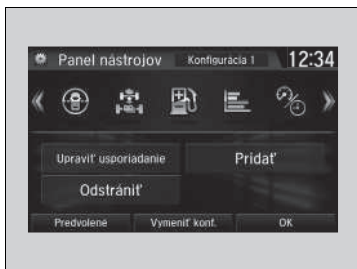 Panel nástrojov Konfigurácia 1 12:34
Upraviť usporiadanie Pridať
Odstrániť
Predvolené Vymeniť konf. OK